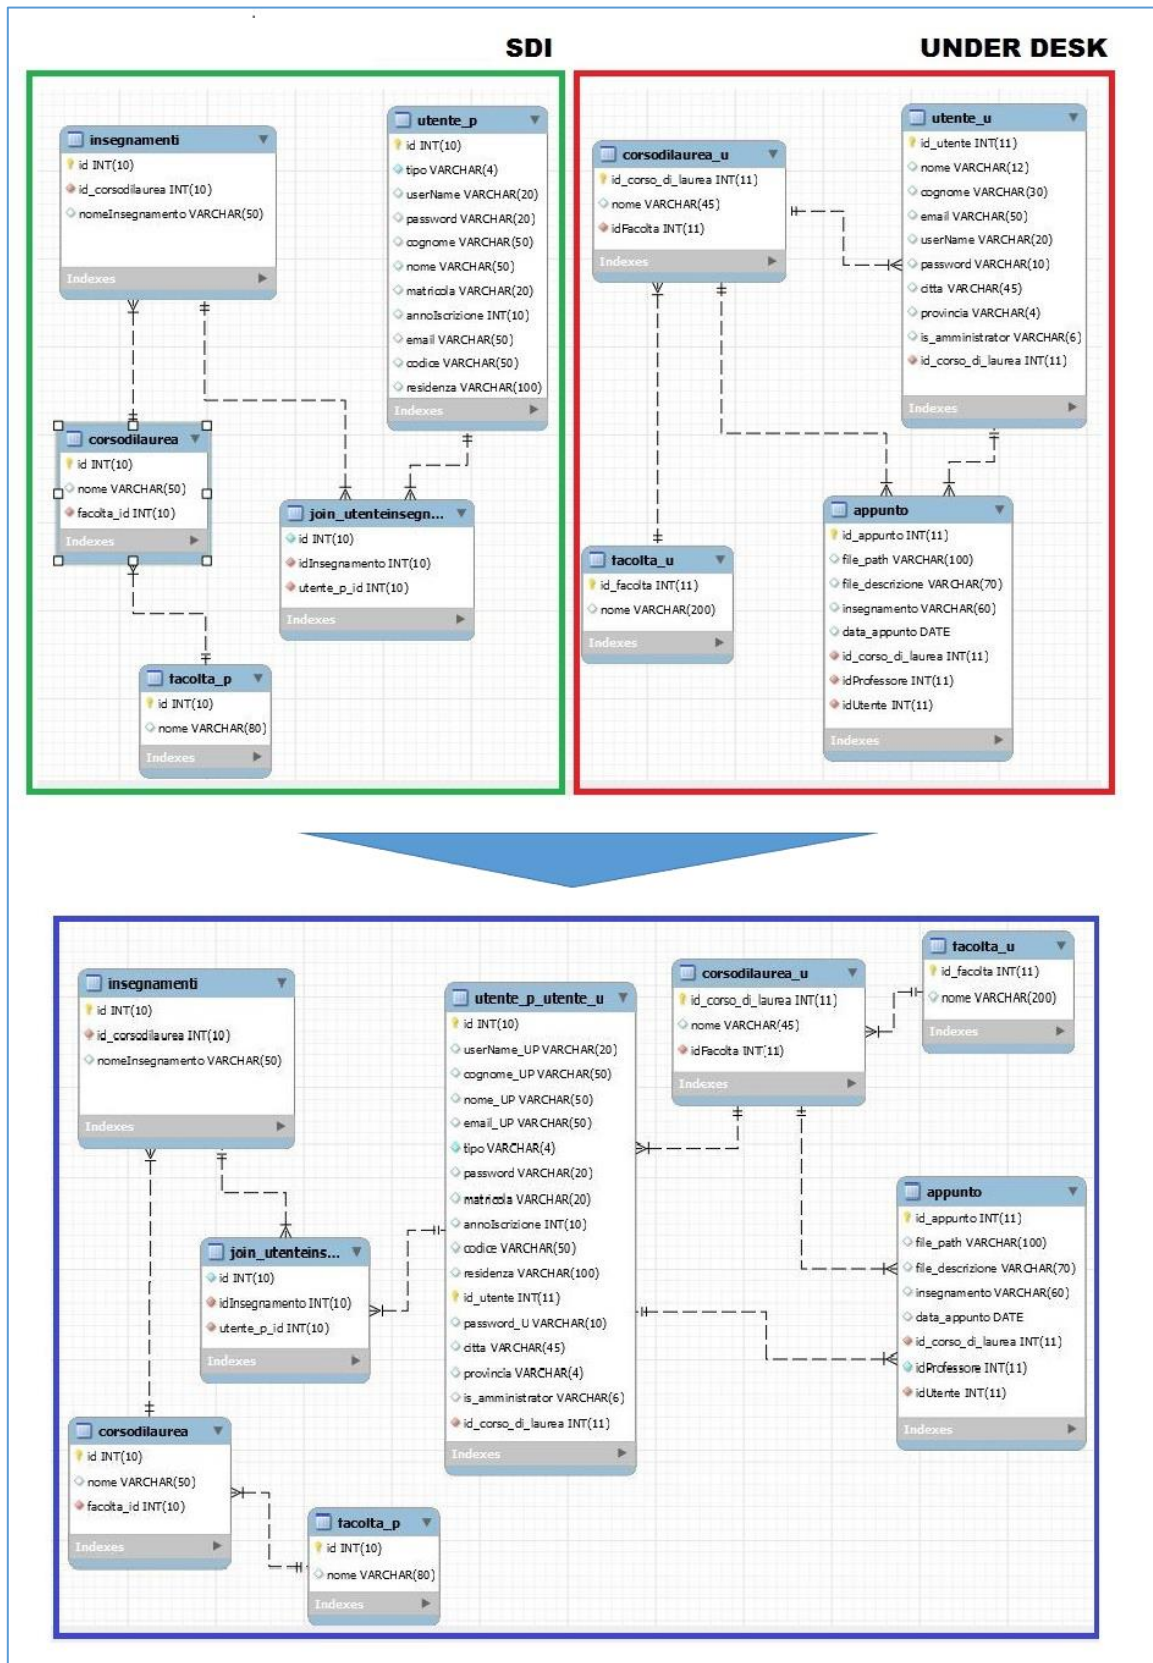 SDI
UNDER DESK
insegnamenti
id INT(10)
id_corsodilaurea INT(10)
nomeInsegnamento VARCHAR(50)
Indexes
utente_p
id INT(10)
tipo VARCHAR(4)
userName VARCHAR(20)
password VARCHAR(20)
cognome VARCHAR(50)
nome VARCHAR(50)
matricola VARCHAR(20)
annoIscrizione INT(10)
email VARCHAR(50)
codice VARCHAR(50)
residenza VARCHAR(100)
Indexes
corsodilaurea
id INT(10)
nome VARCHAR(50)
facolta_id INT(10)
Indexes
join_utenteinsegn...
id INT(10)
idInsegnamento INT(10)
utente_p_id INT(10)
Indexes
facolta_p
id INT(10)
nome VARCHAR(80)
Indexes
corsodilaurea_u
id_corso_di_laurea INT(11)
nome VARCHAR(45)
idFacolta INT(11)
Indexes
utente_u
id_utente INT(11)
nome VARCHAR(12)
cognome VARCHAR(30)
email VARCHAR(50)
userName VARCHAR(20)
password VARCHAR(10)
citta VARCHAR(45)
provincia VARCHAR(4)
is_amministrator VARCHAR(6)
id_corso_di_laurea INT(11)
Indexes
facolta_u
id_facolta INT(11)
nome VARCHAR(200)
Indexes
appunto
id_appunto INT(11)
file_path VARCHAR(100)
file_descrizione VARCHAR(70)
insegnamento VARCHAR(60)
data_appunto DATE
id_corso_di_laurea INT(11)
idProfessore INT(11)
idUtente INT(11)
Indexes
insegnamenti
id INT(10)
id_corsodilaurea INT(10)
nomeInsegnamento VARCHAR(50)
Indexes
utente_p_utente_u
id INT(10)
userName_UP VARCHAR(20)
cognome_UP VARCHAR(50)
nome_UP VARCHAR(50)
email_UP VARCHAR(50)
tipo VARCHAR(4)
password VARCHAR(20)
matricola VARCHAR(20)
annoIscrizione INT(10)
codice VARCHAR(50)
residenza VARCHAR(100)
id_utente INT(11)
password_U VARCHAR(10)
citta VARCHAR(45)
provincia VARCHAR(4)
is_amministrator VARCHAR(6)
id_corso_di_laurea INT(11)
Indexes
corsodilaurea_u
id_corso_di_laurea INT(11)
nome VARCHAR(45)
idFacolta INT(11)
Indexes
facolta_u
id_facolta INT(11)
nome VARCHAR(200)
Indexes
join_utenteins...
id INT(10)
idInsegnamento INT(10)
utente_p_id INT(10)
Indexes
appunto
id_appunto INT(11)
file_path VARCHAR(100)
file_descrizione VARCHAR(70)
insegnamento VARCHAR(60)
data_appunto DATE
id_corso_di_laurea INT(11)
idProfessore INT(11)
idUtente INT(11)
Indexes
corsodilaurea
id INT(10)
nome VARCHAR(50)
facolta_id INT(10)
Indexes
facolta_p
id INT(10)
nome VARCHAR(80)
Indexes